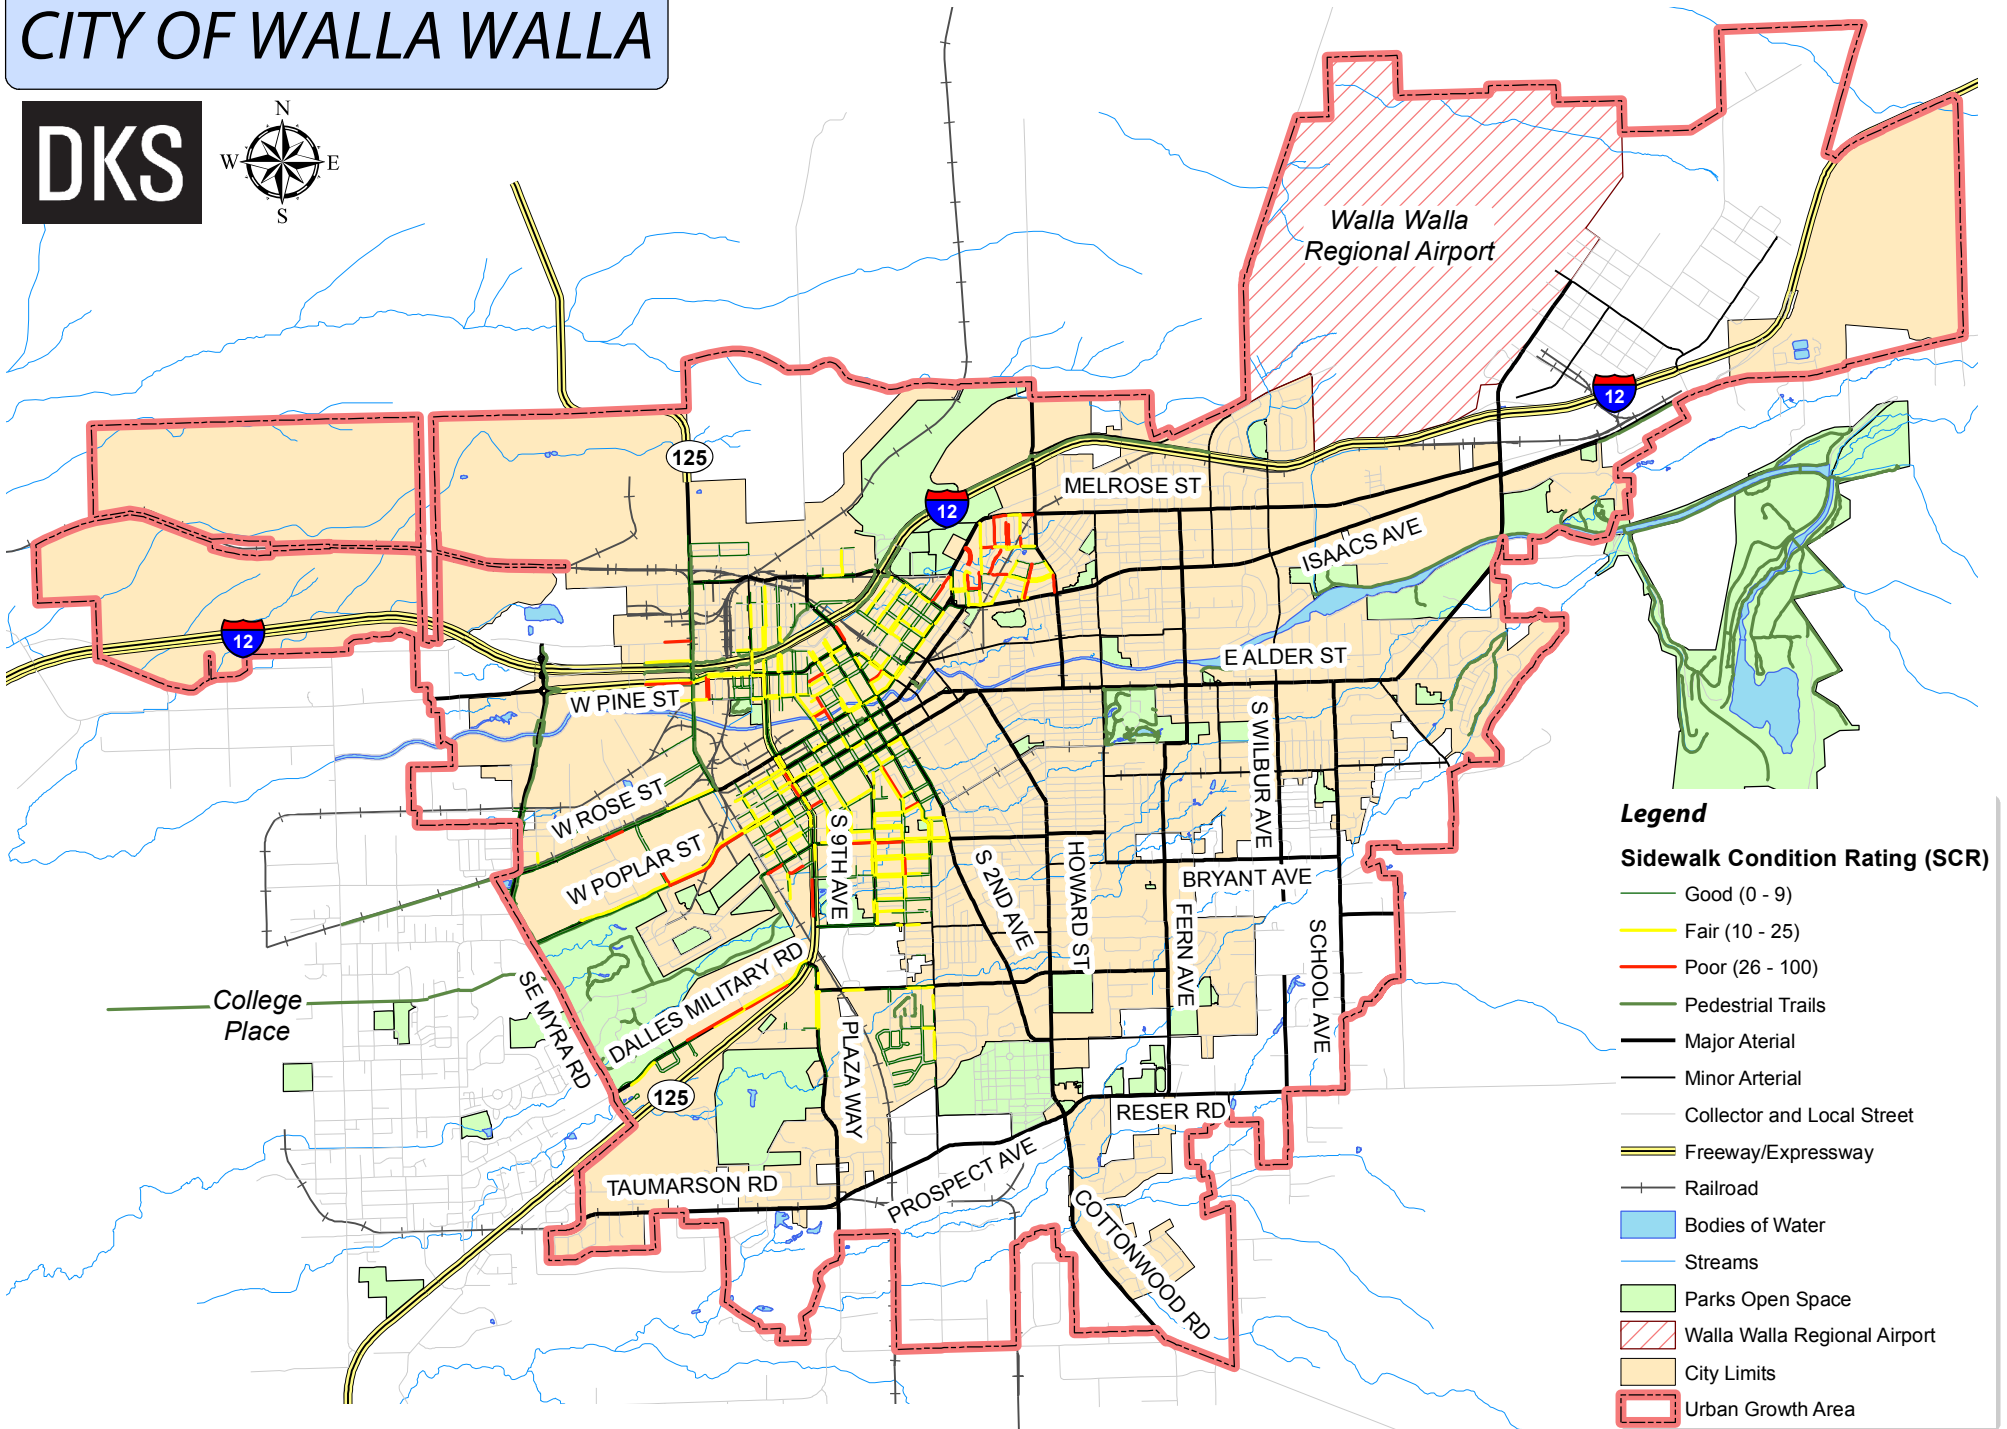 CITY OF WALLA WALLA
DKS
N
W
E
S
Walla Walla
Regional Airport
12
125
12
MELROSE ST
12
ISAACS AVE
E ALDER ST
W PINE ST
S WILBUR AVE
W ROSE ST
W POPLAR ST
S 9TH AVE
S 2ND AVE
HOWARD ST
BRYANT AVE
FERN AVE
SCHOOL AVE
College
Place
SE MYRA RD
DALLES MILITARY RD
PLAZA WAY
125
RESER RD
TAUMARSON RD
PROSPECT AVE
COTTONWOOD RD
Legend
Sidewalk Condition Rating (SCR)
Good (0 - 9)
Fair (10 - 25)
Poor (26 - 100)
Pedestrial Trails
Major Aterial
Minor Arterial
Collector and Local Street
Freeway/Expressway
Railroad
Bodies of Water
Streams
Parks Open Space
Walla Walla Regional Airport
City Limits
Urban Growth Area